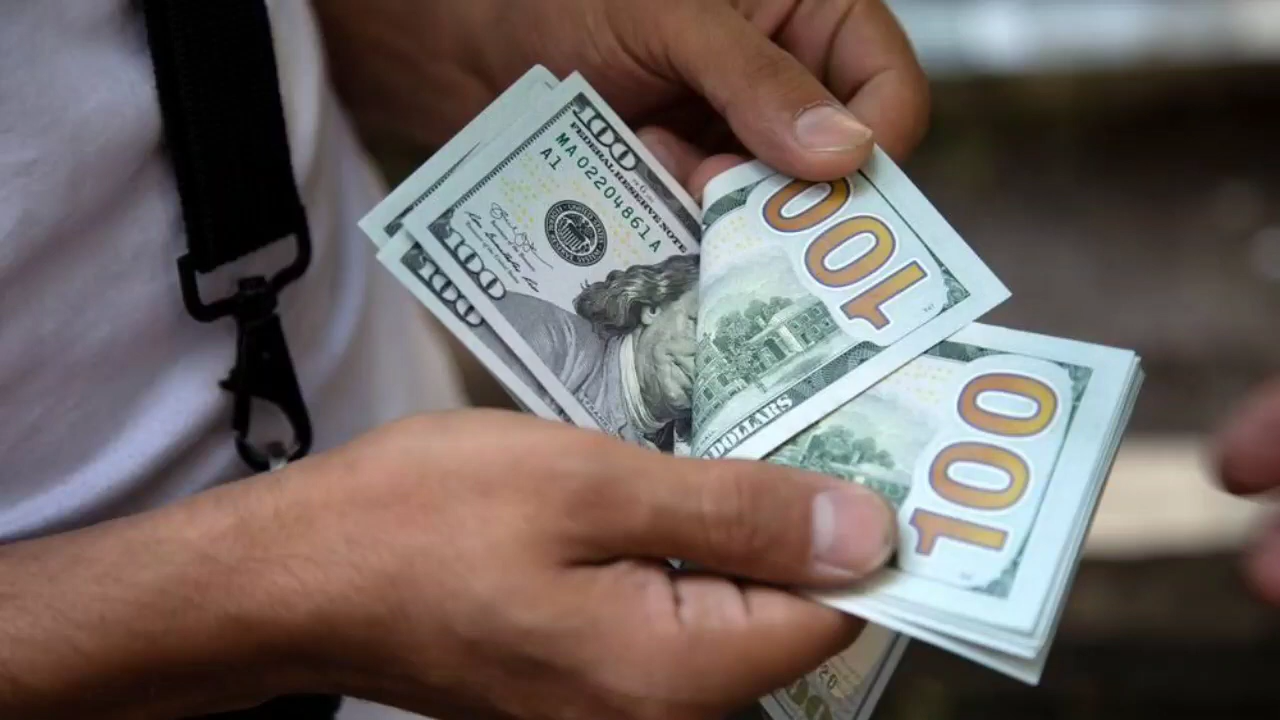 100
FEDERAL RESERVE NOTE
MA 02204861 A
A1
100
100
100
DOLLARS
100